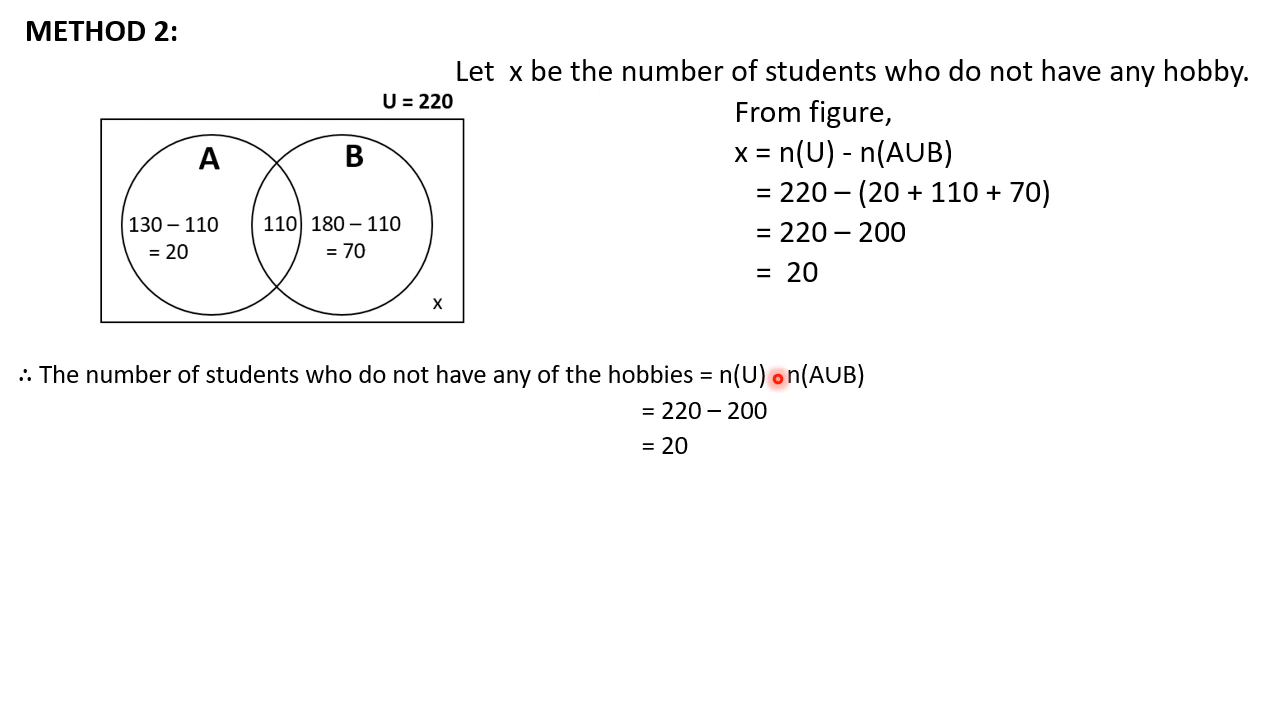 METHOD 2:
Let  x be the number of students who do not have any hobby.
U = 220
From figure,
A
B
x = n(U) - n(A∪B)
= 220 – (20 + 110 + 70)
130 – 110
110
180 – 110
= 220 – 200
= 20
= 70
=  20
x
∴ The number of students who do not have any of the hobbies = n(U) n(A∪B)
= 220 – 200
= 20